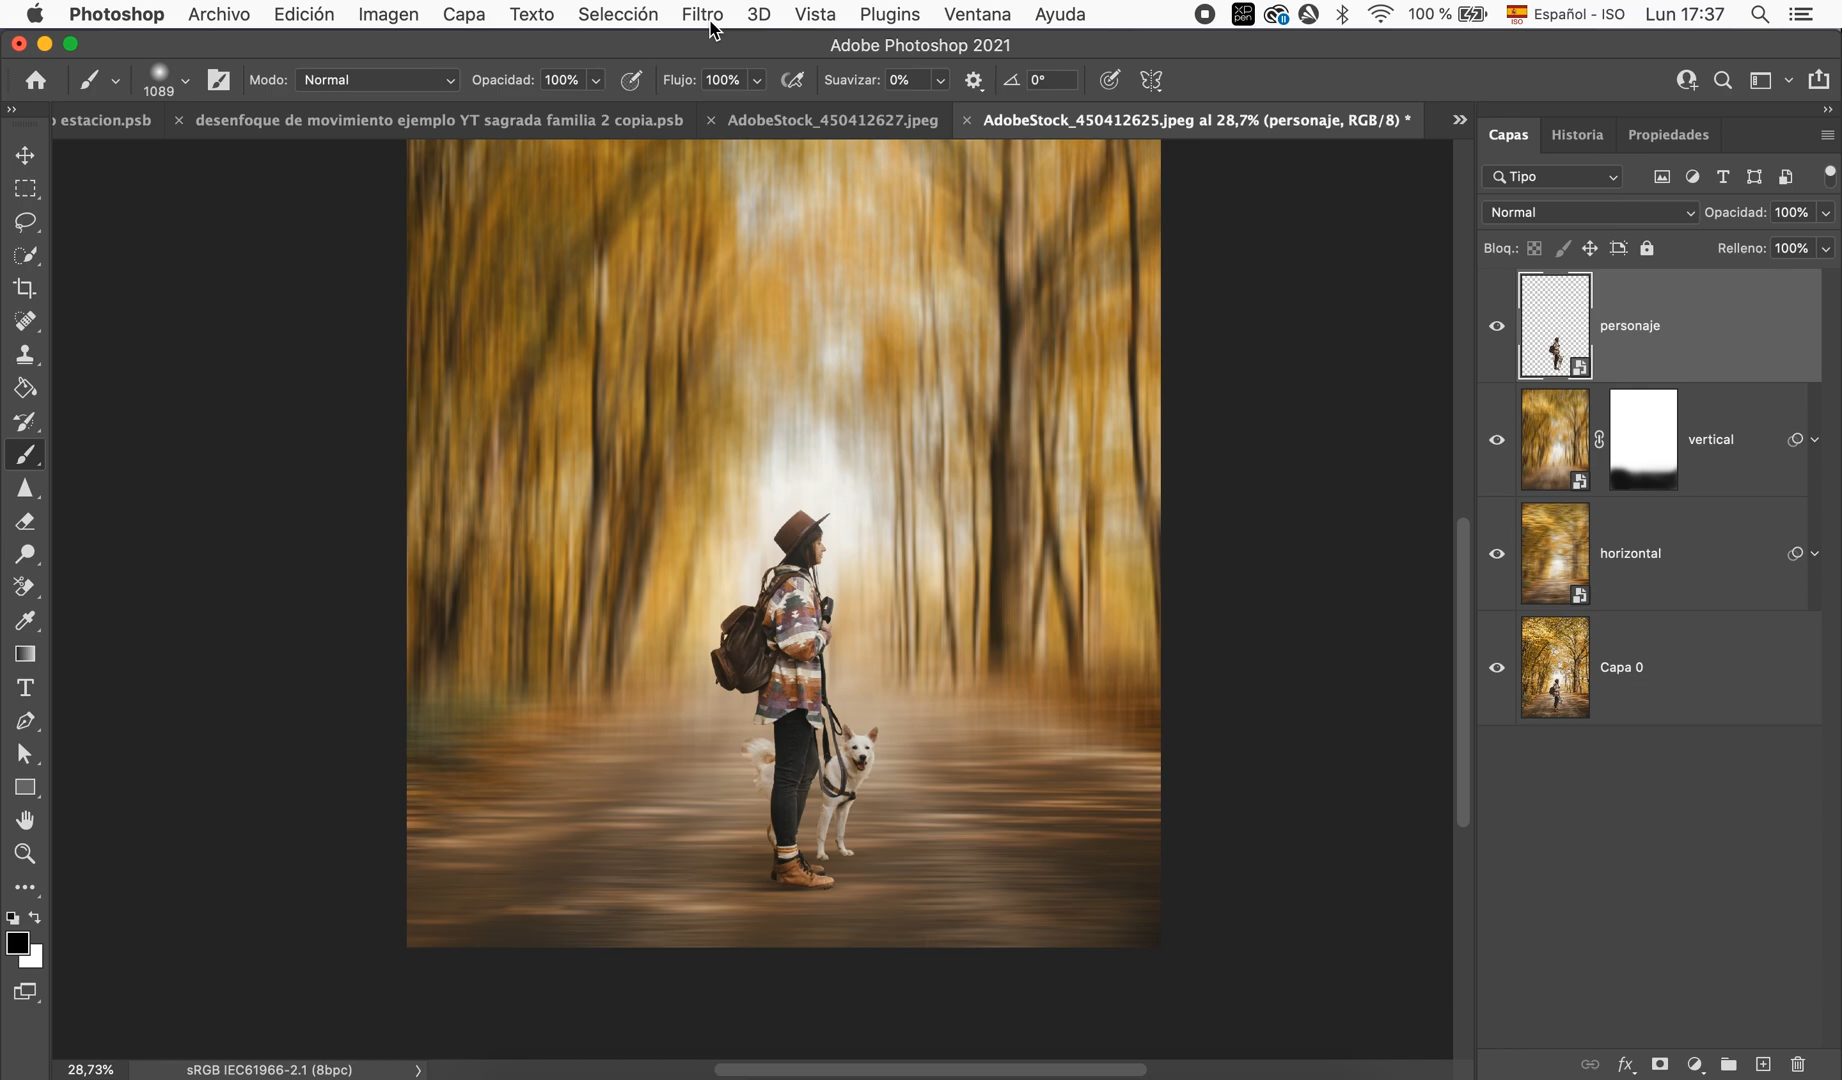 Photoshop Archivo Edición Imagen Capa Texto Selección Filtro 3D Vista Plugins Ventana Ayuda XP pen 100 % ISO Español - ISO Lun 17:37
Adobe Photoshop 2021
1089 Modo: Normal Opacidad: 100% Flujo: 100% Suavizar: 0% 0°
estacion.psb × desenfoque de movimiento ejemplo YT sagrada familia 2 copia.psb × AdobeStock_450412627.jpeg × AdobeStock_450412625.jpeg al 28,7% (personaje, RGB/8) *
Capas Historia Propiedades
Tipo
Normal Opacidad: 100%
Bloq.: Relleno: 100%
personaje
vertical
horizontal
Capa 0
28,73% sRGB IEC61966-2.1 (8bpc)
fx